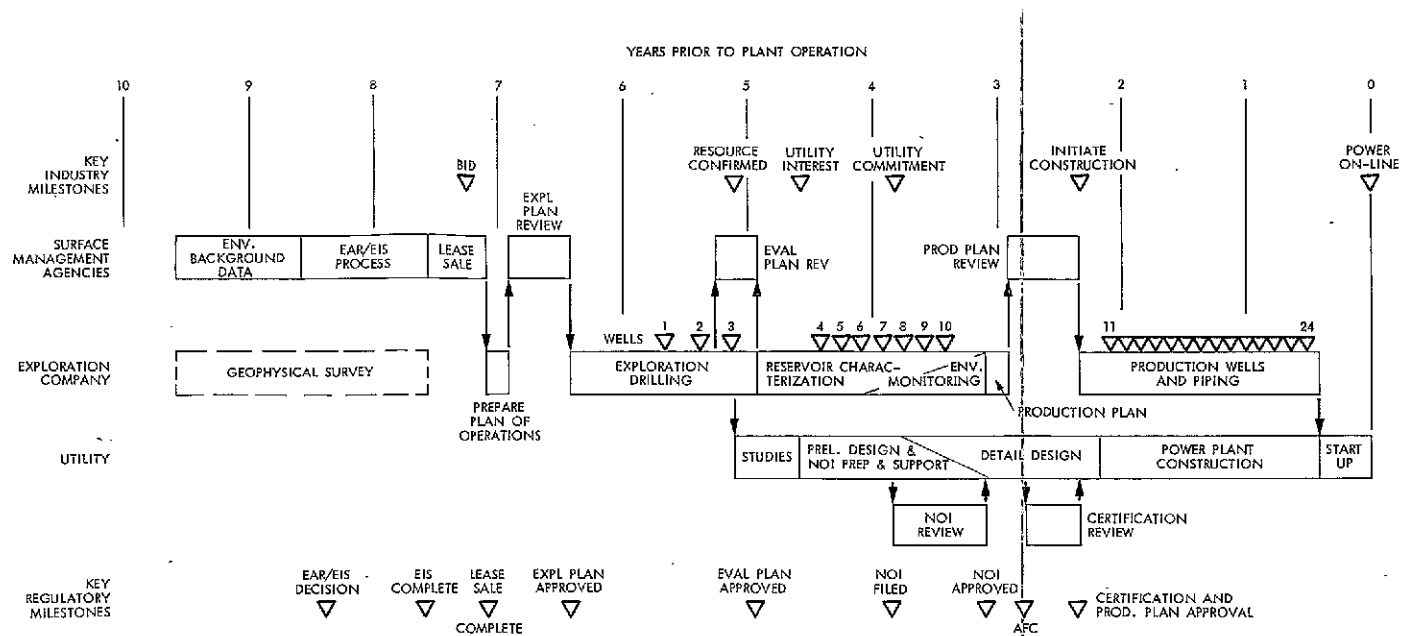 YEARS PRIOR TO PLANT OPERATION
10 9 8 7 6 5 4 3 2 1 0
KEY
INDUSTRY
MILESTONES
BID
RESOURCE
CONFIRMED
UTILITY
INTEREST
UTILITY
COMMITMENT
INITIATE
CONSTRUCTION
POWER
ON-LINE
SURFACE
MANAGEMENT
AGENCIES
ENV.
BACKGROUND
DATA
EAR/EIS
PROCESS
LEASE
SALE
EXPL
PLAN
REVIEW
EVAL
PLAN REV
PROD PLAN
REVIEW
EXPLORATION
COMPANY
GEOPHYSICAL SURVEY
PREPARE
PLAN OF
OPERATIONS
WELLS 1 2 3 4 5 6 7 8 9 10 11 24
EXPLORATION
DRILLING
RESERVOIR CHARAC-
TERIZATION
ENV.
MONITORING
PRODUCTION PLAN
PRODUCTION WELLS
AND PIPING
UTILITY
STUDIES
PREL. DESIGN &
NOI PREP & SUPPORT
DETAIL DESIGN
POWER PLANT
CONSTRUCTION
START
UP
NOI
REVIEW
CERTIFICATION
REVIEW
KEY
REGULATORY
MILESTONES
EAR/EIS
DECISION
EIS
COMPLETE
LEASE
SALE
COMPLETE
EXPL PLAN
APPROVED
EVAL PLAN
APPROVED
NOI
FILED
NOI
APPROVED
AFC
CERTIFICATION AND
PROD. PLAN APPROVAL